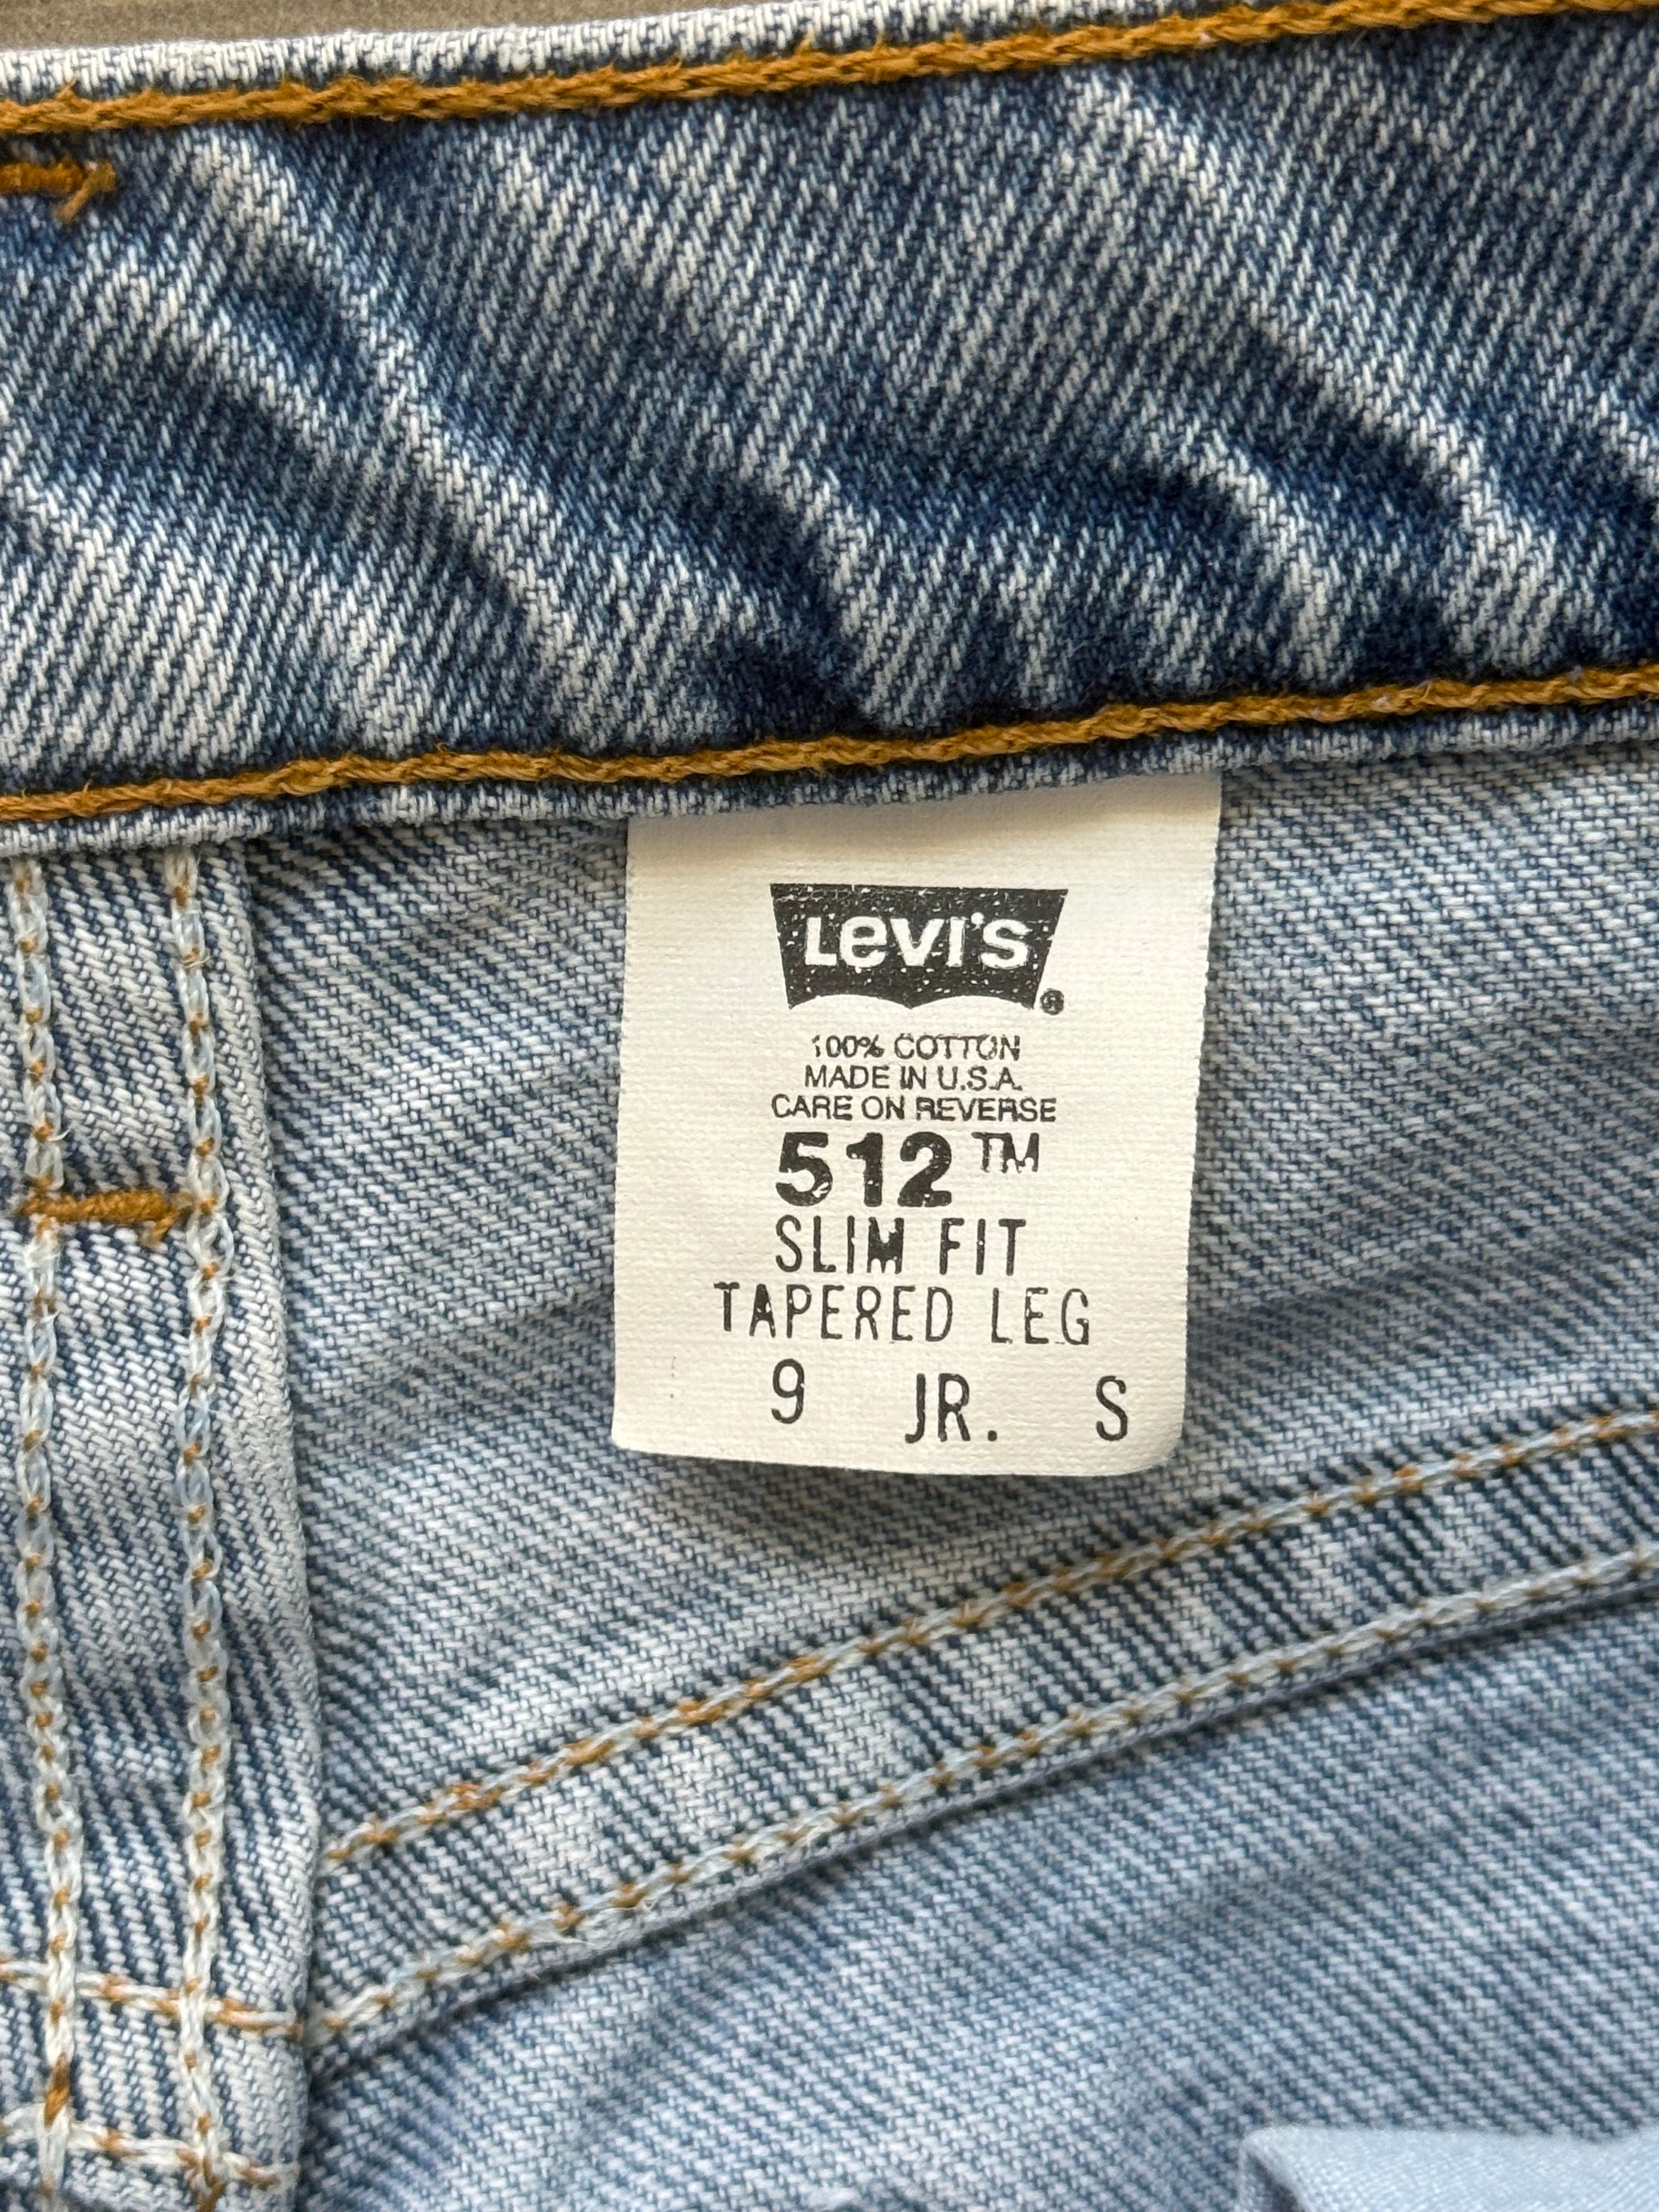 Levi's ®
100% COTTON
MADE IN U.S.A.
CARE ON REVERSE
512™
SLIM FIT
TAPERED LEG
9 JR. S